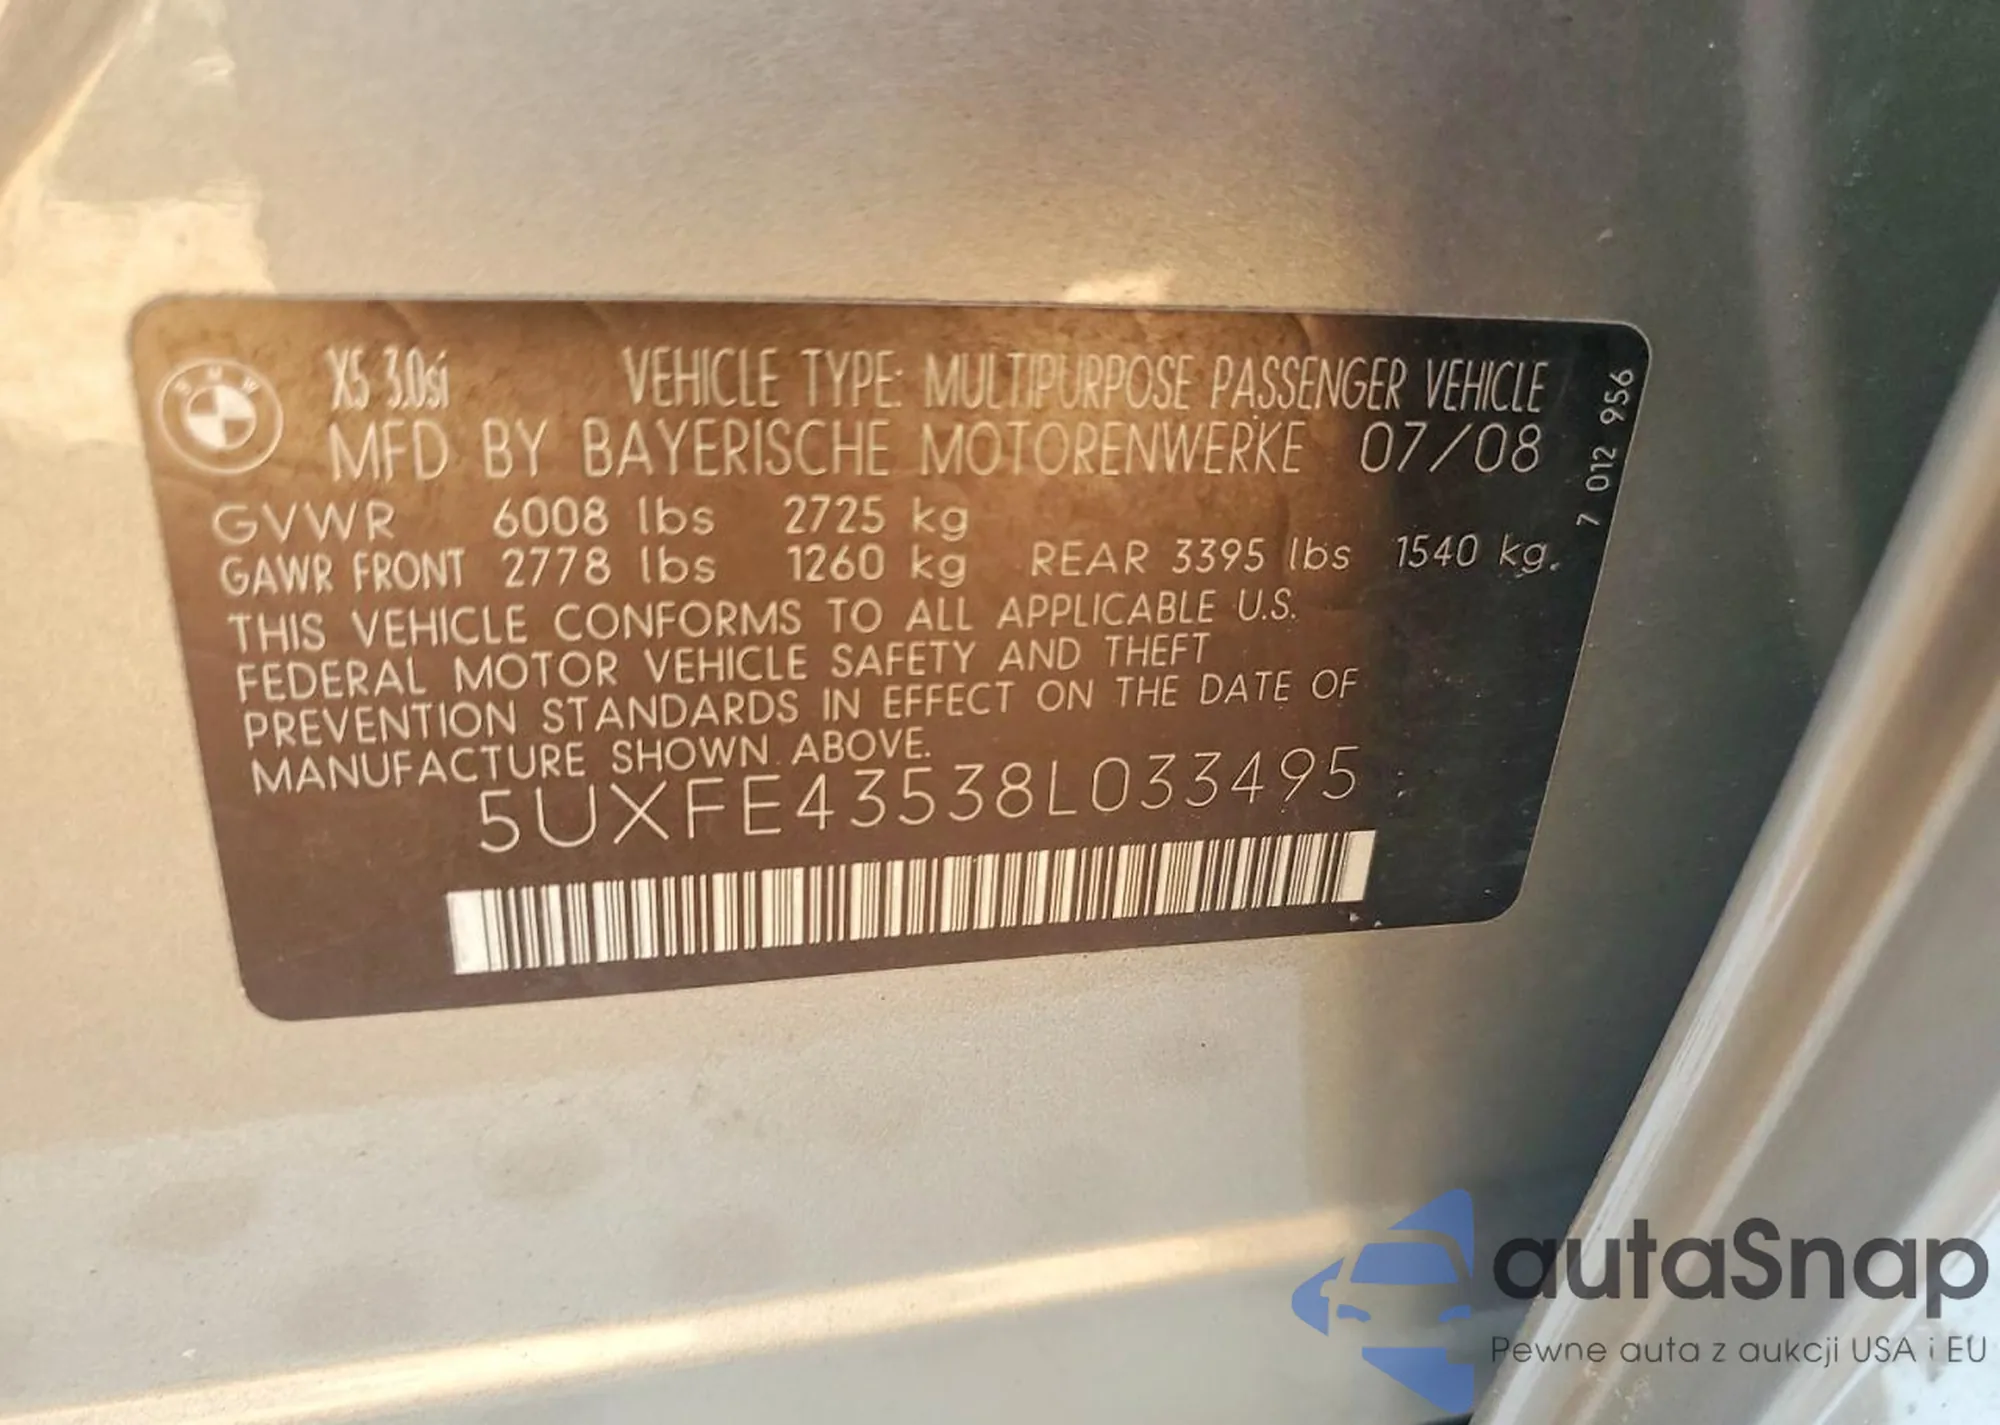 BMW
X5 3.0si VEHICLE TYPE: MULTIPURPOSE PASSENGER VEHICLE
MFD BY BAYERISCHE MOTORENWERKE 07/08
GVWR 6008 lbs 2725 kg
GAWR FRONT 2778 lbs 1260 kg REAR 3395 lbs 1540 kg.
THIS VEHICLE CONFORMS TO ALL APPLICABLE U.S.
FEDERAL MOTOR VEHICLE SAFETY AND THEFT
PREVENTION STANDARDS IN EFFECT ON THE DATE OF
MANUFACTURE SHOWN ABOVE.
5UXFE43538L033495
7 012 956
autaSnap
Pewne auta z aukcji USA i EU